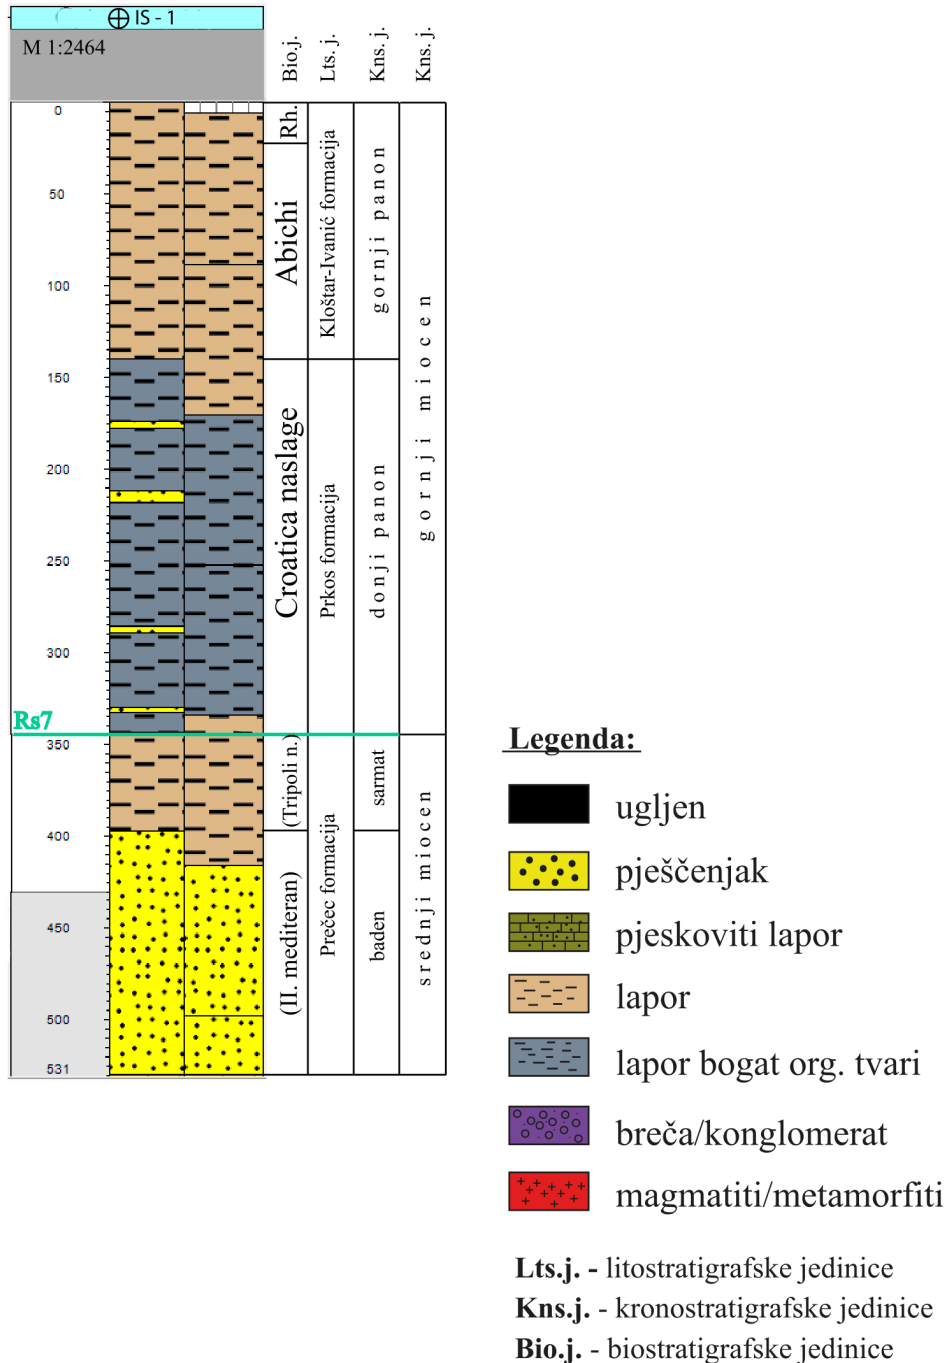 IS - 1
M 1:2464
Bio.j.
Lts. j.
Kns. j.
Kns. j.
0
50
100
150
200
250
300
350
400
450
500
531
Rs7
Rh.
Abichi
Croatica naslage
(Tripoli n.)
(II. mediteran)
Kloštar-Ivanić formacija
Prkos formacija
Prečec formacija
gornji panon
donji panon
sarmat
baden
gornji miocen
srednji miocen
Legenda:
ugljen
pješčenjak
pjeskoviti lapor
lapor
lapor bogat org. tvari
breča/konglomerat
magmatiti/metamorfiti
Lts.j. - litostratigrafske jedinice
Kns.j. - kronostratigrafske jedinice
Bio.j. - biostratigrafske jedinice